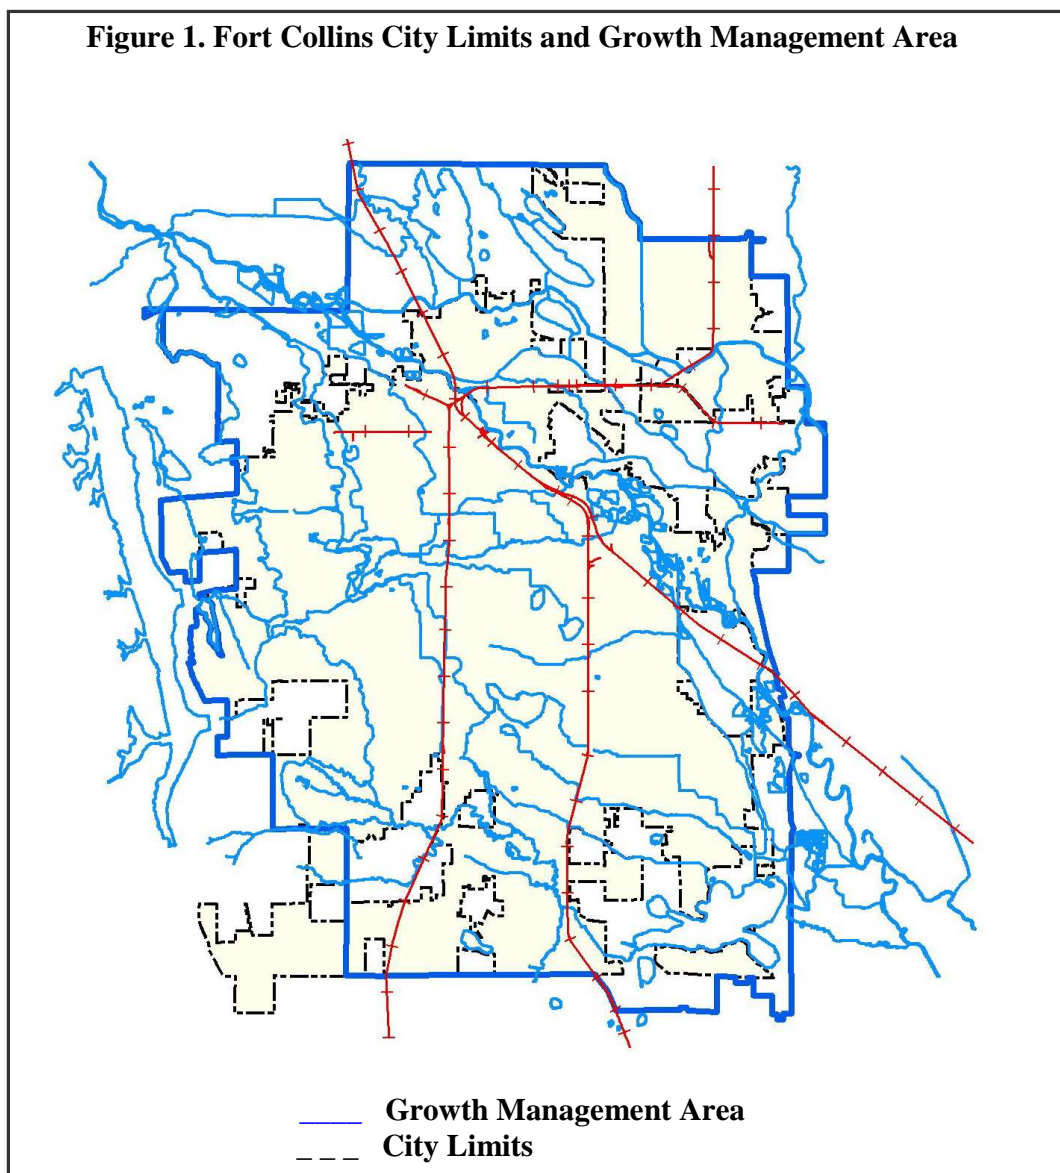 Figure 1. Fort Collins City Limits and Growth Management Area
Growth Management Area
City Limits